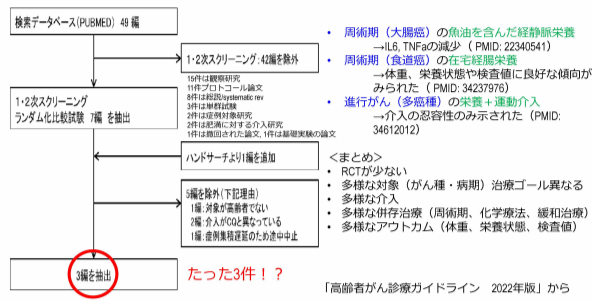 検索データベース(PUBMED) 49 編
1・2次スクリーニング:42編を除外
15件は観察研究
11件プロトコール論文
8件は総説/systematic rev
3件は単群試験
2件は症例対象研究
2件は肥満に対する介入研究
1件は撤回された論文, 1件は基礎実験の論文
1・2次スクリーニング
ランダム化比較試験 7編 を抽出
ハンドサーチより1編を追加
5編を除外(下記理由)
1編:対象が高齢者でない
2編:介入がCQと異なっている
1編:症例集積遅延のため途中中止
3編を抽出
たった3件!?
• 周術期(大腸癌)の魚油を含んだ経静脈栄養
→IL6, TNFaの減少( PMID: 22340541)
• 周術期(食道癌)の在宅経腸栄養
→体重、栄養状態や検査値に良好な傾向が
みられた( PMID: 34237976)
• 進行がん(多癌種)の栄養+運動介入
→介入の忍容性のみ示された(PMID:
34612012)
<まとめ>
• RCTが少ない
• 多様な対象(がん種・病期)治療ゴール異なる
• 多様な介入
• 多様な併存治療(周術期、化学療法、緩和治療)
• 多様なアウトカム(体重、栄養状態、検査値)
「高齢者がん診療ガイドライン 2022年版」から